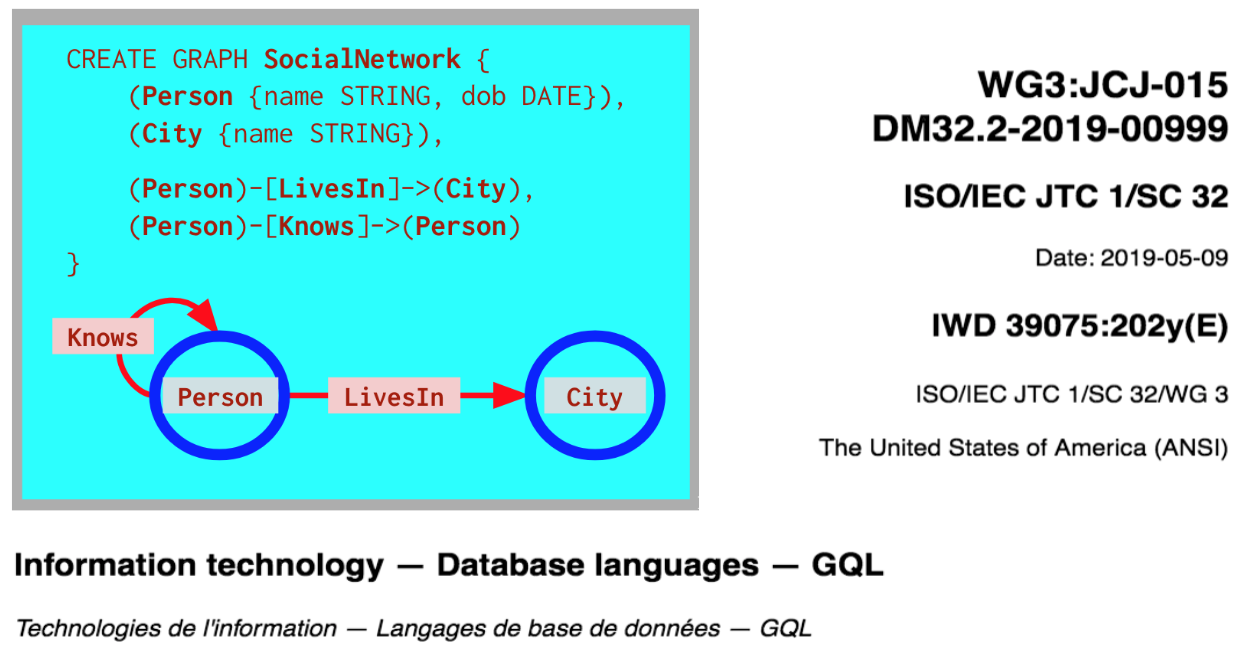 CREATE GRAPH SocialNetwork {
(Person {name STRING, dob DATE}),
(City {name STRING}),
(Person)-[LivesIn]->(City),
(Person)-[Knows]->(Person)
}
Knows
Person
LivesIn
City
WG3:JCJ-015
DM32.2-2019-00999
ISO/IEC JTC 1/SC 32
Date: 2019-05-09
IWD 39075:202y(E)
ISO/IEC JTC 1/SC 32/WG 3
The United States of America (ANSI)
Information technology — Database languages — GQL
Technologies de l'information — Langages de base de données — GQL